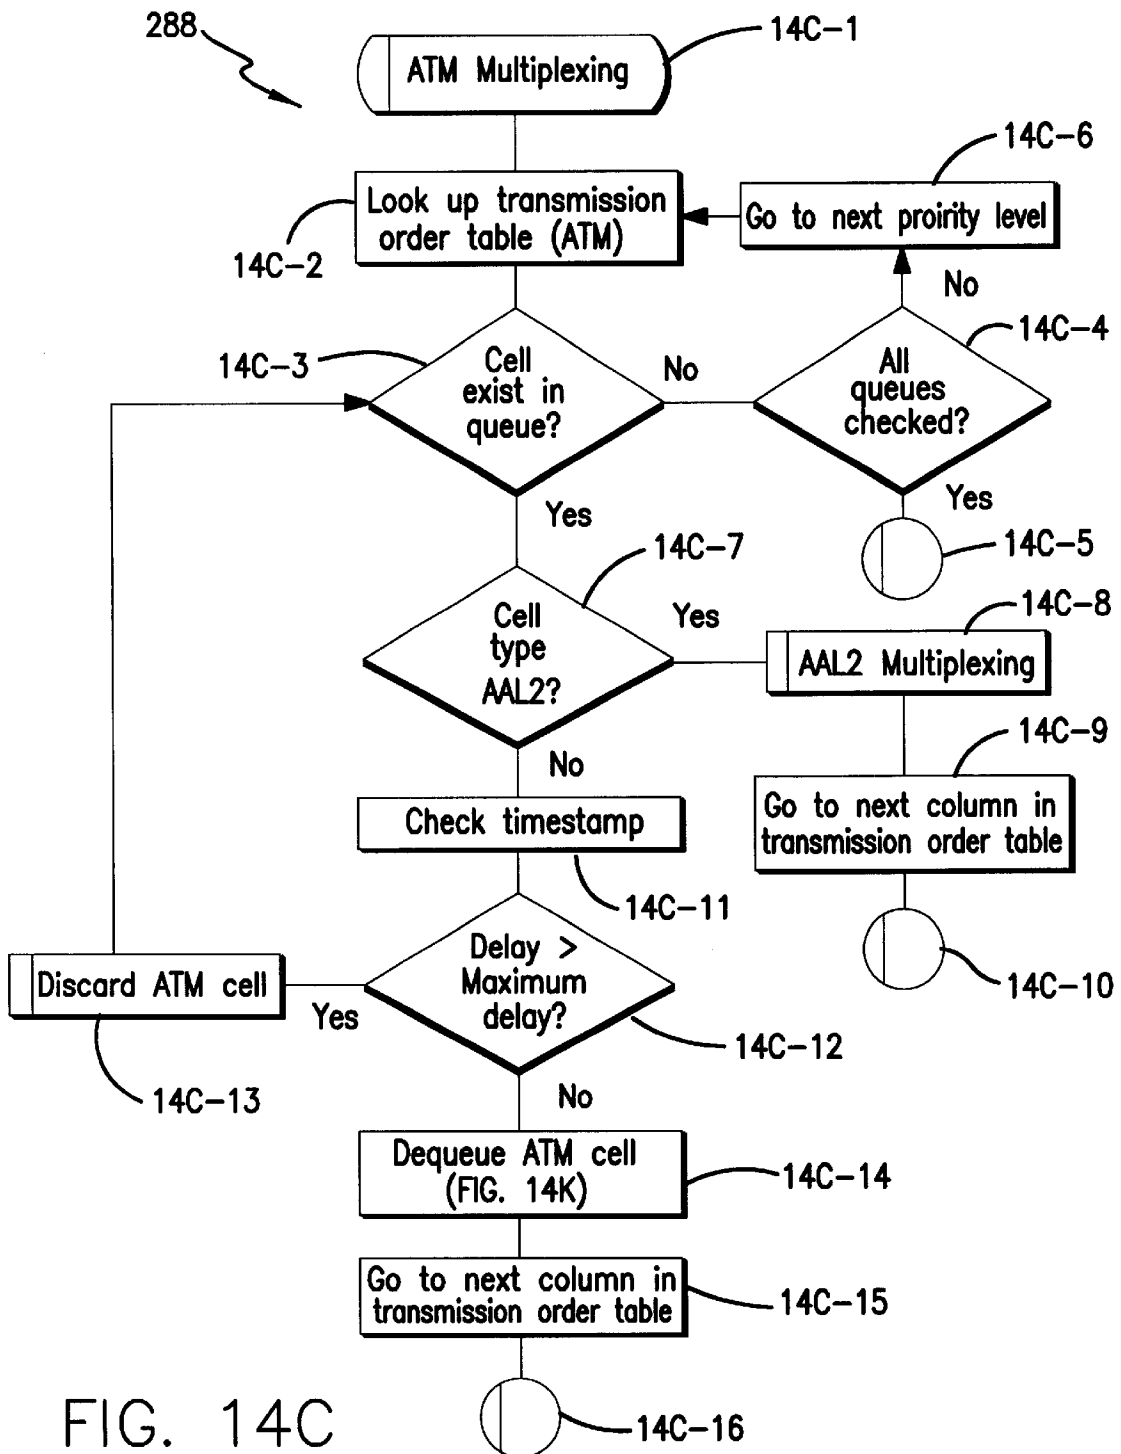 288
14C-1
ATM Multiplexing
14C-6
Look up transmission
order table (ATM)
Go to next proirity level
14C-2
No
14C-4
14C-3
Cell
exist in
queue?
No
All
queues
checked?
Yes
Yes
14C-5
14C-7
14C-8
Cell
type
AAL2?
Yes
AAL2 Multiplexing
14C-9
No
Go to next column in
transmission order table
Check timestamp
14C-11
Delay >
Maximum
delay?
14C-10
Discard ATM cell
Yes
14C-12
14C-13
No
Dequeue ATM cell
(FIG. 14K)
14C-14
Go to next column in
transmission order table
14C-15
FIG. 14C
14C-16